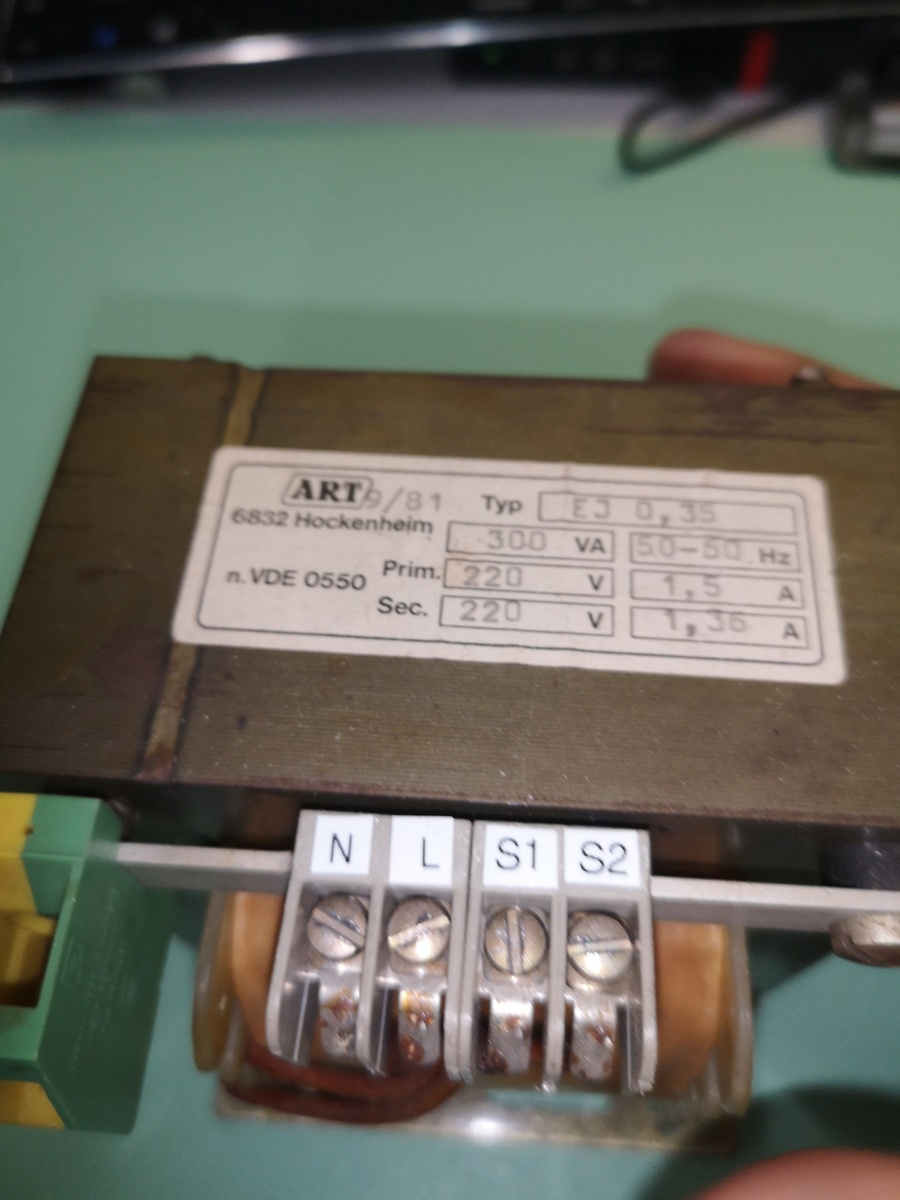 ART 9/81 Typ EJ 0,35
6832 Hockenheim 300 VA 50-60 Hz
n. VDE 0550 Prim. 220 V 1,5 A
Sec. 220 V 1,36 A
N L S1 S2